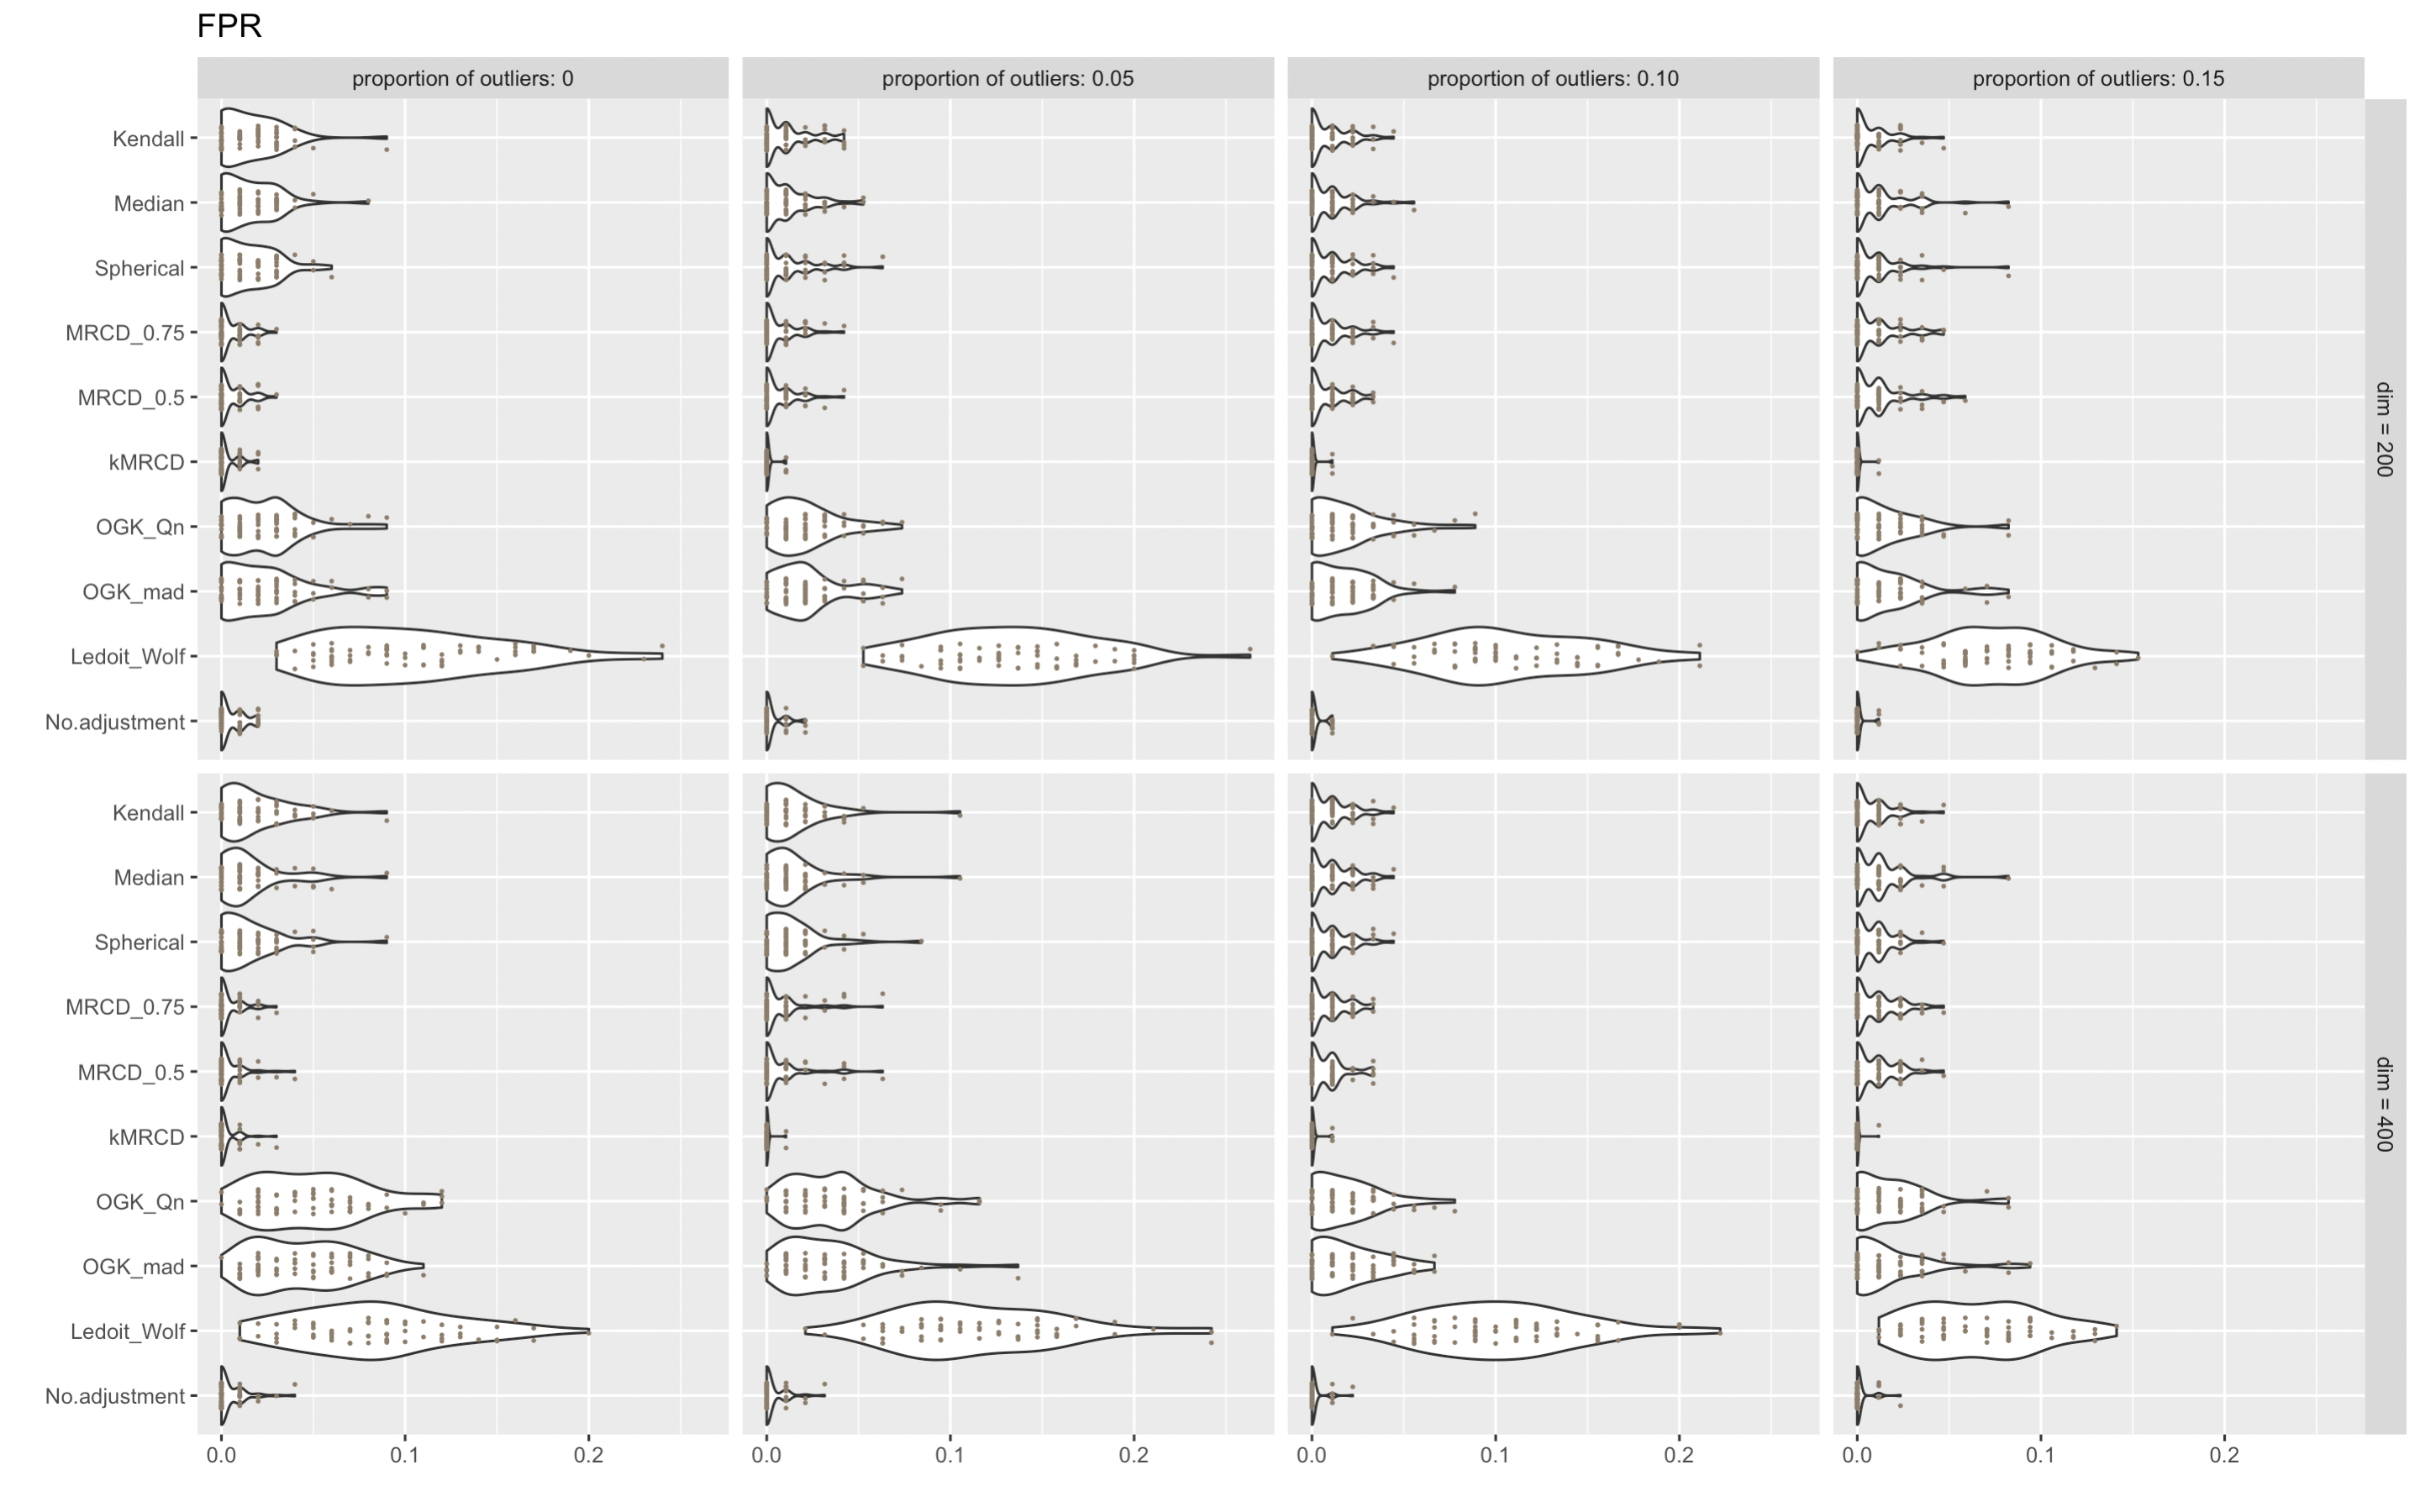 FPR
proportion of outliers: 0
proportion of outliers: 0.05
proportion of outliers: 0.10
proportion of outliers: 0.15
Kendall
Median
Spherical
MRCD_0.75
MRCD_0.5
kMRCD
OGK_Qn
OGK_mad
Ledoit_Wolf
No.adjustment
dim = 200
Kendall
Median
Spherical
MRCD_0.75
MRCD_0.5
kMRCD
OGK_Qn
OGK_mad
Ledoit_Wolf
No.adjustment
dim = 400
0.0 0.1 0.2 0.0 0.1 0.2 0.0 0.1 0.2 0.0 0.1 0.2